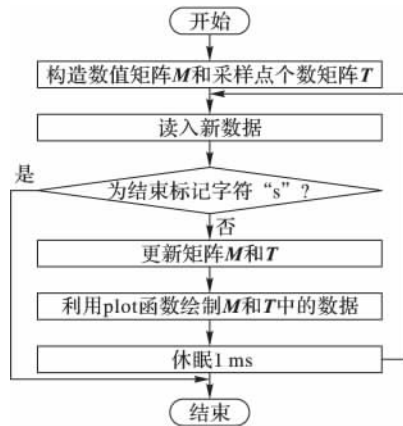 开始
构造数值矩阵M和采样点个数矩阵T
读入新数据
是
为结束标记字符“s”?
否
更新矩阵M和T
利用plot函数绘制M和T中的数据
休眠1 ms
结束